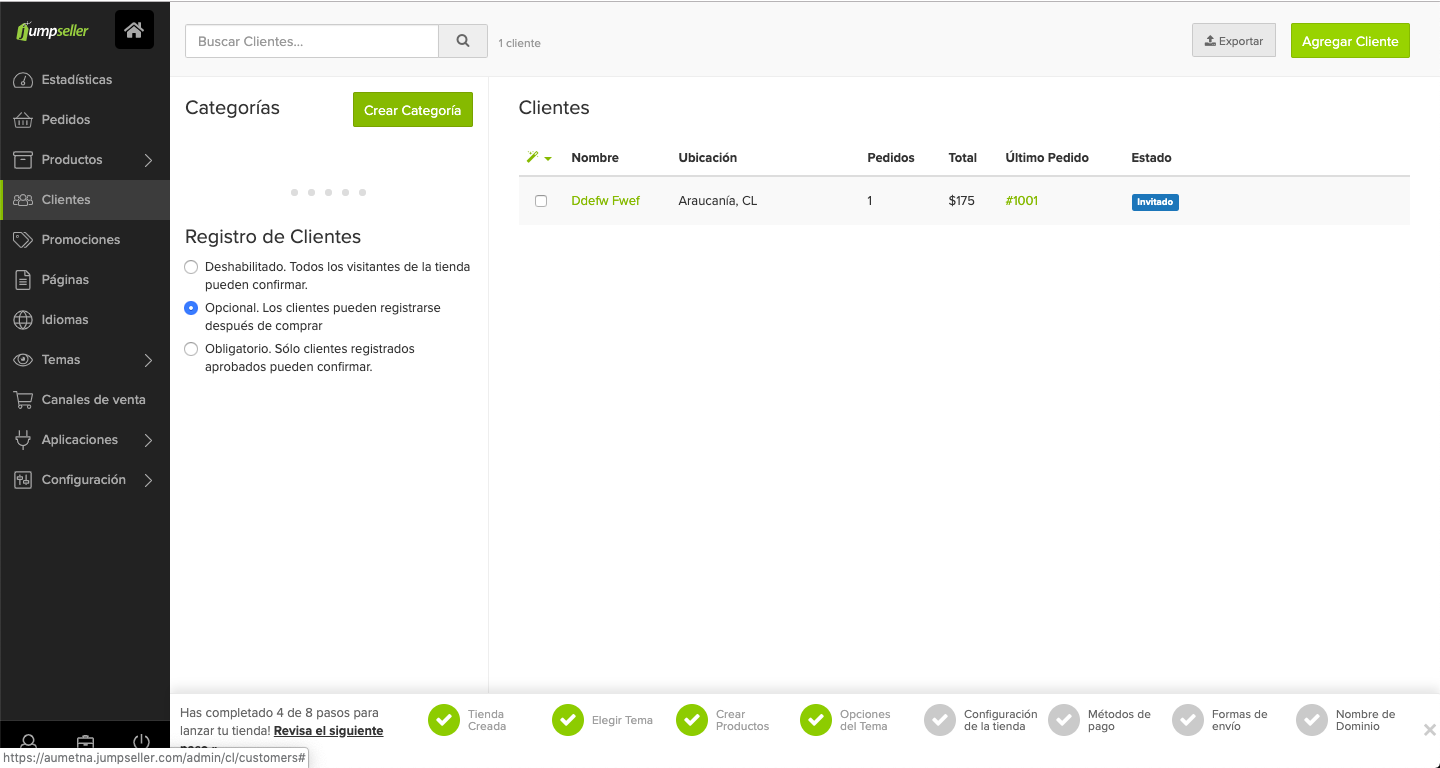 jumpseller
Estadísticas
Pedidos
Productos
Clientes
Promociones
Páginas
Idiomas
Temas
Canales de venta
Aplicaciones
Configuración
Buscar Clientes...
1 cliente
Exportar
Agregar Cliente
Categorías
Crear Categoría
Registro de Clientes
Deshabilitado. Todos los visitantes de la tienda
pueden confirmar.
Opcional. Los clientes pueden registrarse
después de comprar
Obligatorio. Sólo clientes registrados
aprobados pueden confirmar.
Clientes
Nombre Ubicación Pedidos Total Último Pedido Estado
Ddefw Fwef Araucanía, CL 1 $175 #1001 Invitado
Has completado 4 de 8 pasos para
lanzar tu tienda! Revisa el siguiente
Tienda
Creada
Elegir Tema
Crear
Productos
Opciones
del Tema
Configuración
de la tienda
Métodos de
pago
Formas de
envío
Nombre de
Dominio
https://aumetna.jumpseller.com/admin/cl/customers#